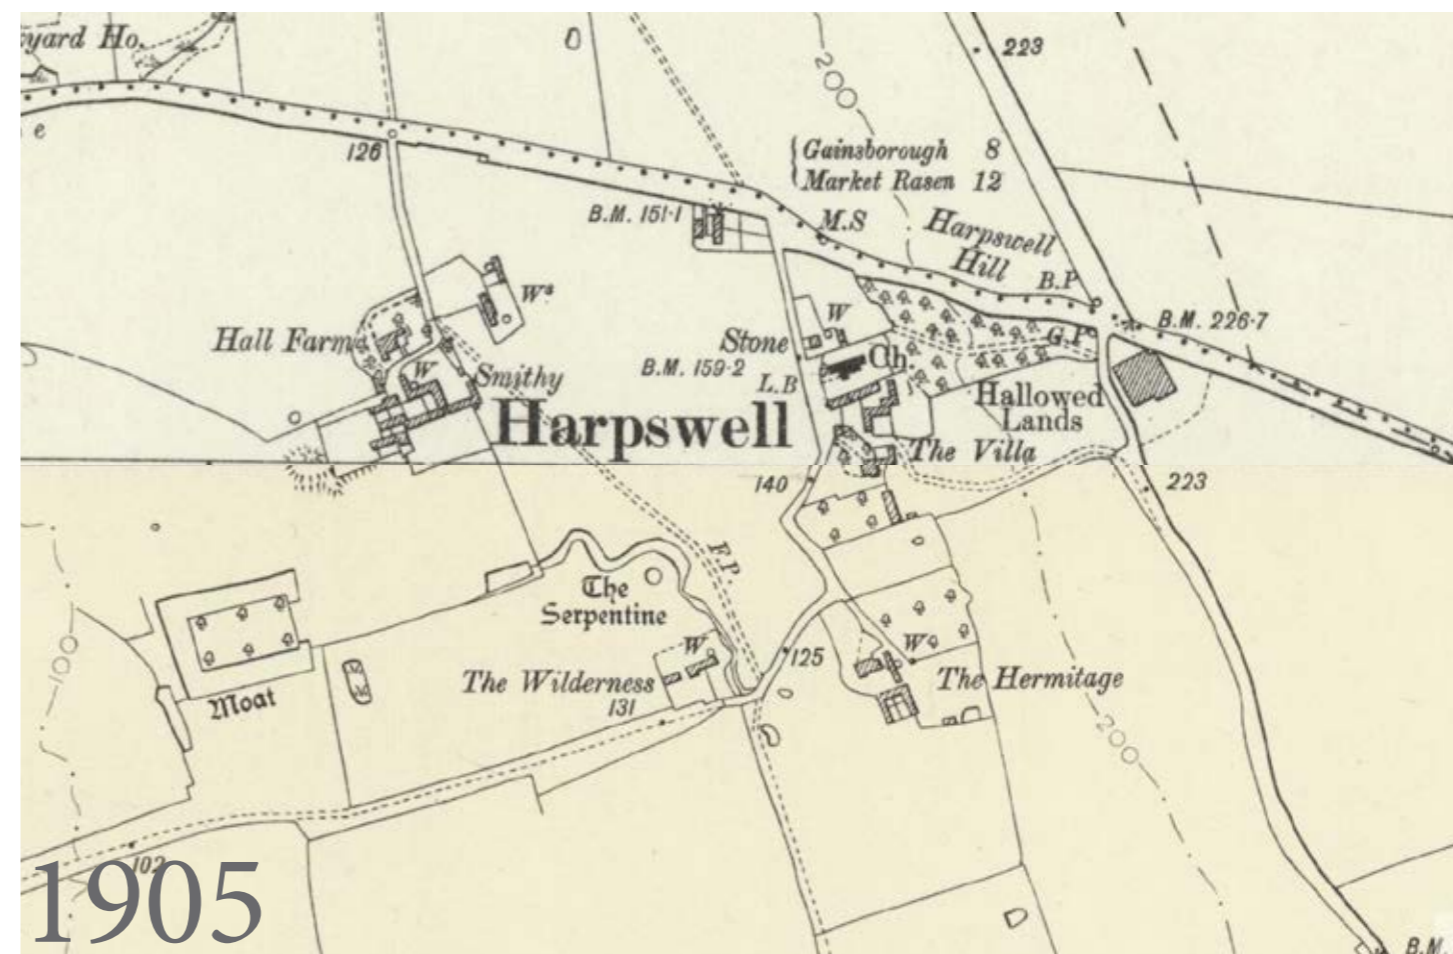 yard Ho.
223
200
e
126
Gainsborough 8
Market Rasen 12
B.M. 151·1
M.S
Harpswell
Hill
B.P
Wˢ
W
B.M. 226·7
Hall Farm
Stone
G.P
B.M. 159·2
Ch.
W
Smithy
L.B
Hallowed
Lands
Harpswell
The Villa
140
223
F.P.
The
Serpentine
100
W
125
W
The Wilderness
The Hermitage
131
Moat
200
102
1905
B.M.